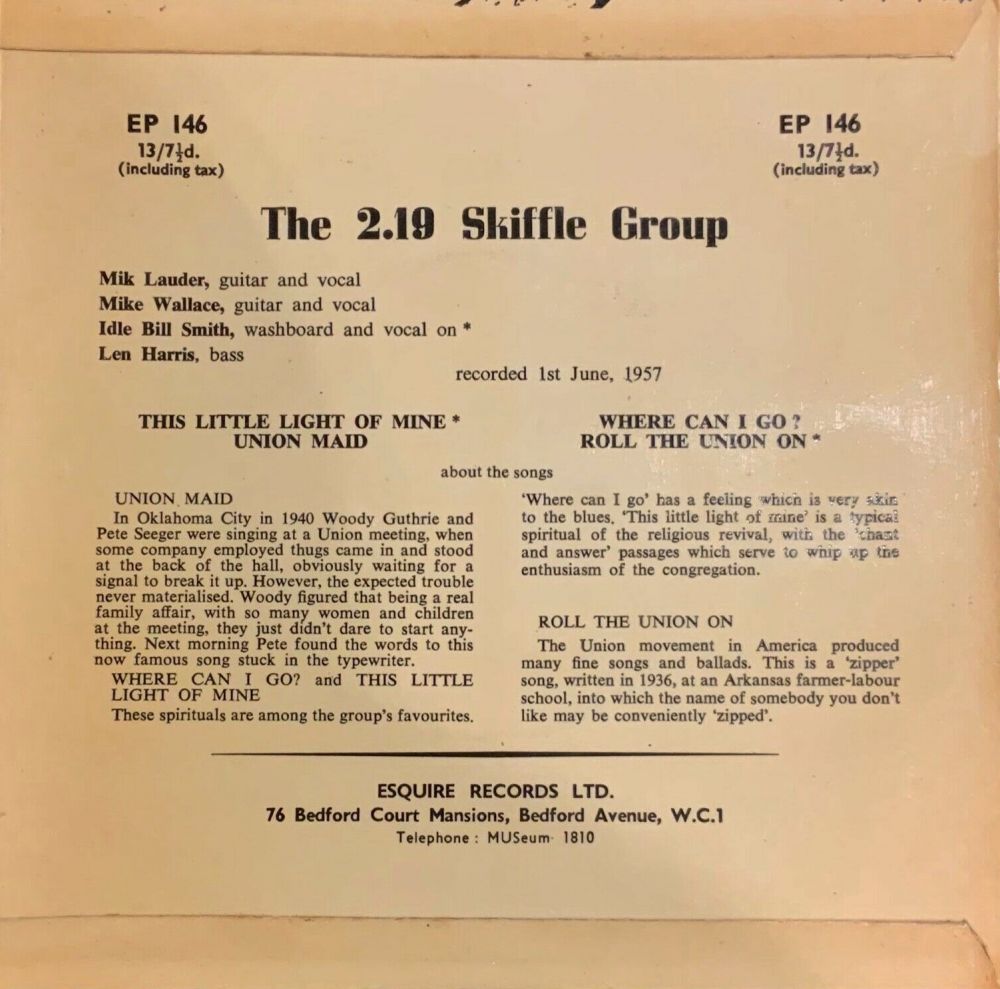 EP 146
13/7½d.
(including tax)
EP 146
13/7½d.
(including tax)
The 2.19 Skiffle Group
Mik Lauder, guitar and vocal
Mike Wallace, guitar and vocal
Idle Bill Smith, washboard and vocal on *
Len Harris, bass
recorded 1st June, 1957
THIS LITTLE LIGHT OF MINE *
UNION MAID
WHERE CAN I GO ?
ROLL THE UNION ON *
about the songs
UNION MAID
In Oklahoma City in 1940 Woody Guthrie and
Pete Seeger were singing at a Union meeting, when
some company employed thugs came in and stood
at the back of the hall, obviously waiting for a
signal to break it up. However, the expected trouble
never materialised. Woody figured that being a real
family affair, with so many women and children
at the meeting, they just didn't dare to start any-
thing. Next morning Pete found the words to this
now famous song stuck in the typewriter.
WHERE CAN I GO? and THIS LITTLE
LIGHT OF MINE
These spirituals are among the group's favourites.
'Where can I go' has a feeling which is very akin
to the blues. 'This little light of mine' is a typical
spiritual of the religious revival, with the 'chant
and answer' passages which serve to whip up the
enthusiasm of the congregation.
ROLL THE UNION ON
The Union movement in America produced
many fine songs and ballads. This is a 'zipper'
song, written in 1936, at an Arkansas farmer-labour
school, into which the name of somebody you don't
like may be conveniently 'zipped'.
ESQUIRE RECORDS LTD.
76 Bedford Court Mansions, Bedford Avenue, W.C.1
Telephone : MUSeum 1810